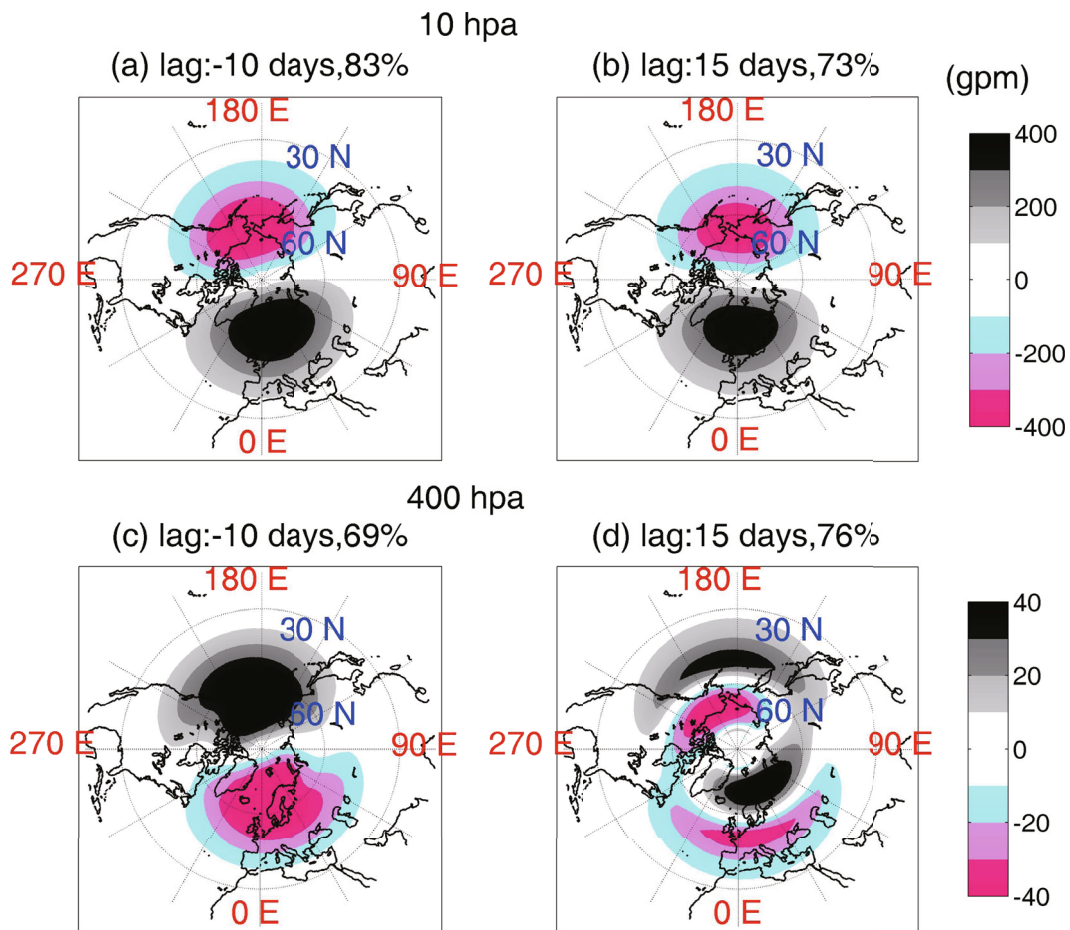 10 hpa
(a) lag:-10 days,83%
(b) lag:15 days,73%
(gpm)
180 E
30 N
60 N
270 E
90 E
0 E
180 E
30 N
60 N
270 E
90 E
0 E
400
200
0
-200
-400
400 hpa
(c) lag:-10 days,69%
(d) lag:15 days,76%
180 E
30 N
60 N
270 E
90 E
0 E
180 E
30 N
60 N
270 E
90 E
0 E
40
20
0
-20
-40